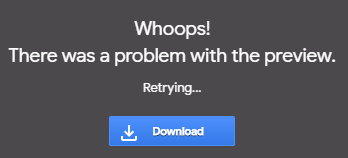 Whoops!
There was a problem with the preview.
Retrying...
Download